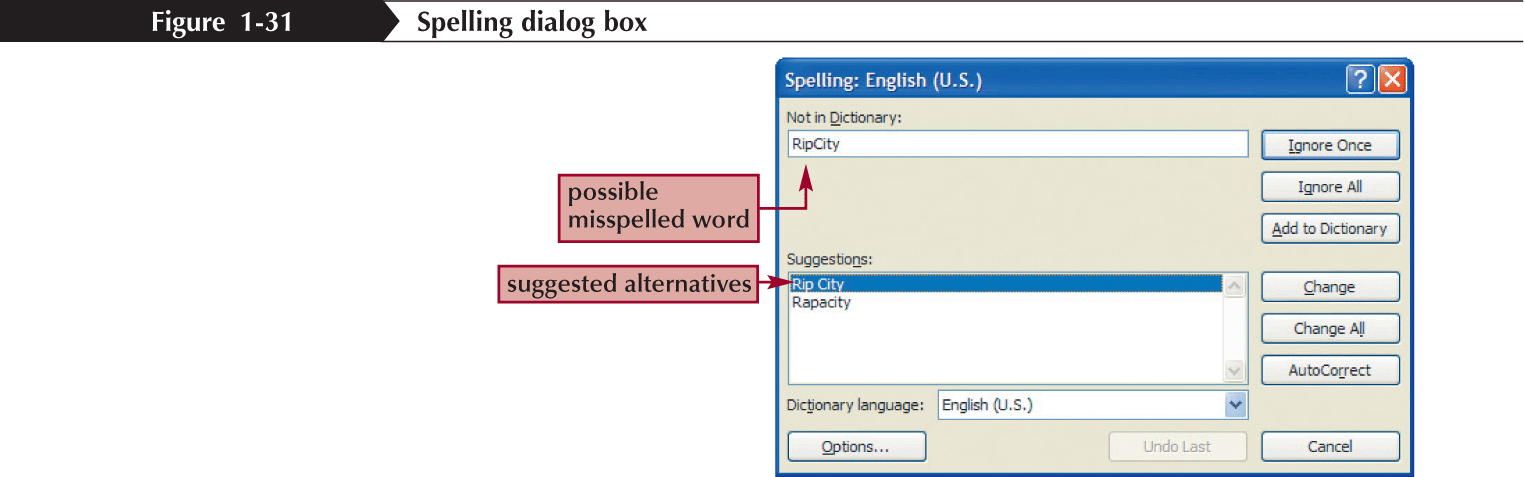 Figure 1-31 Spelling dialog box
Spelling: English (U.S.)
Not in Dictionary:
RipCity
Ignore Once
possible
misspelled word
Ignore All
Add to Dictionary
Suggestions:
suggested alternatives
Rip City
Rapacity
Change
Change All
AutoCorrect
Dictionary language: English (U.S.)
Options...
Undo Last
Cancel